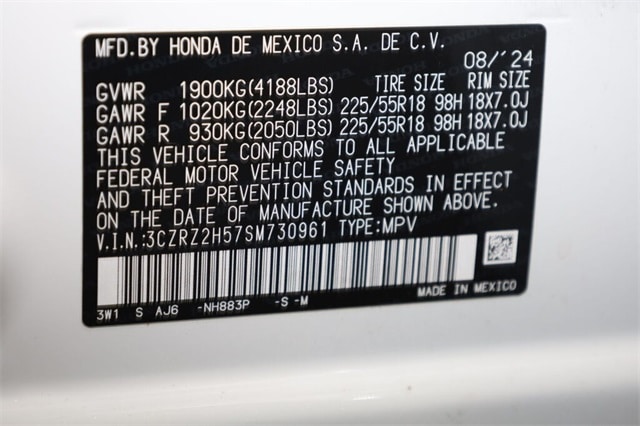 MFD.BY HONDA DE MEXICO S.A. DE C.V.
08/'24
GVWR 1900KG(4188LBS) TIRE SIZE RIM SIZE
GAWR F 1020KG(2248LBS) 225/55R18 98H 18X7.0J
GAWR R 930KG(2050LBS) 225/55R18 98H 18X7.0J
THIS VEHICLE CONFORMS TO ALL APPLICABLE
FEDERAL MOTOR VEHICLE SAFETY
AND THEFT PREVENTION STANDARDS IN EFFECT
ON THE DATE OF MANUFACTURE SHOWN ABOVE.
V.I.N.:3CZRZ2H57SM730961 TYPE:MPV
3W1 S AJ6 -NH883P -S -M
MADE IN MEXICO